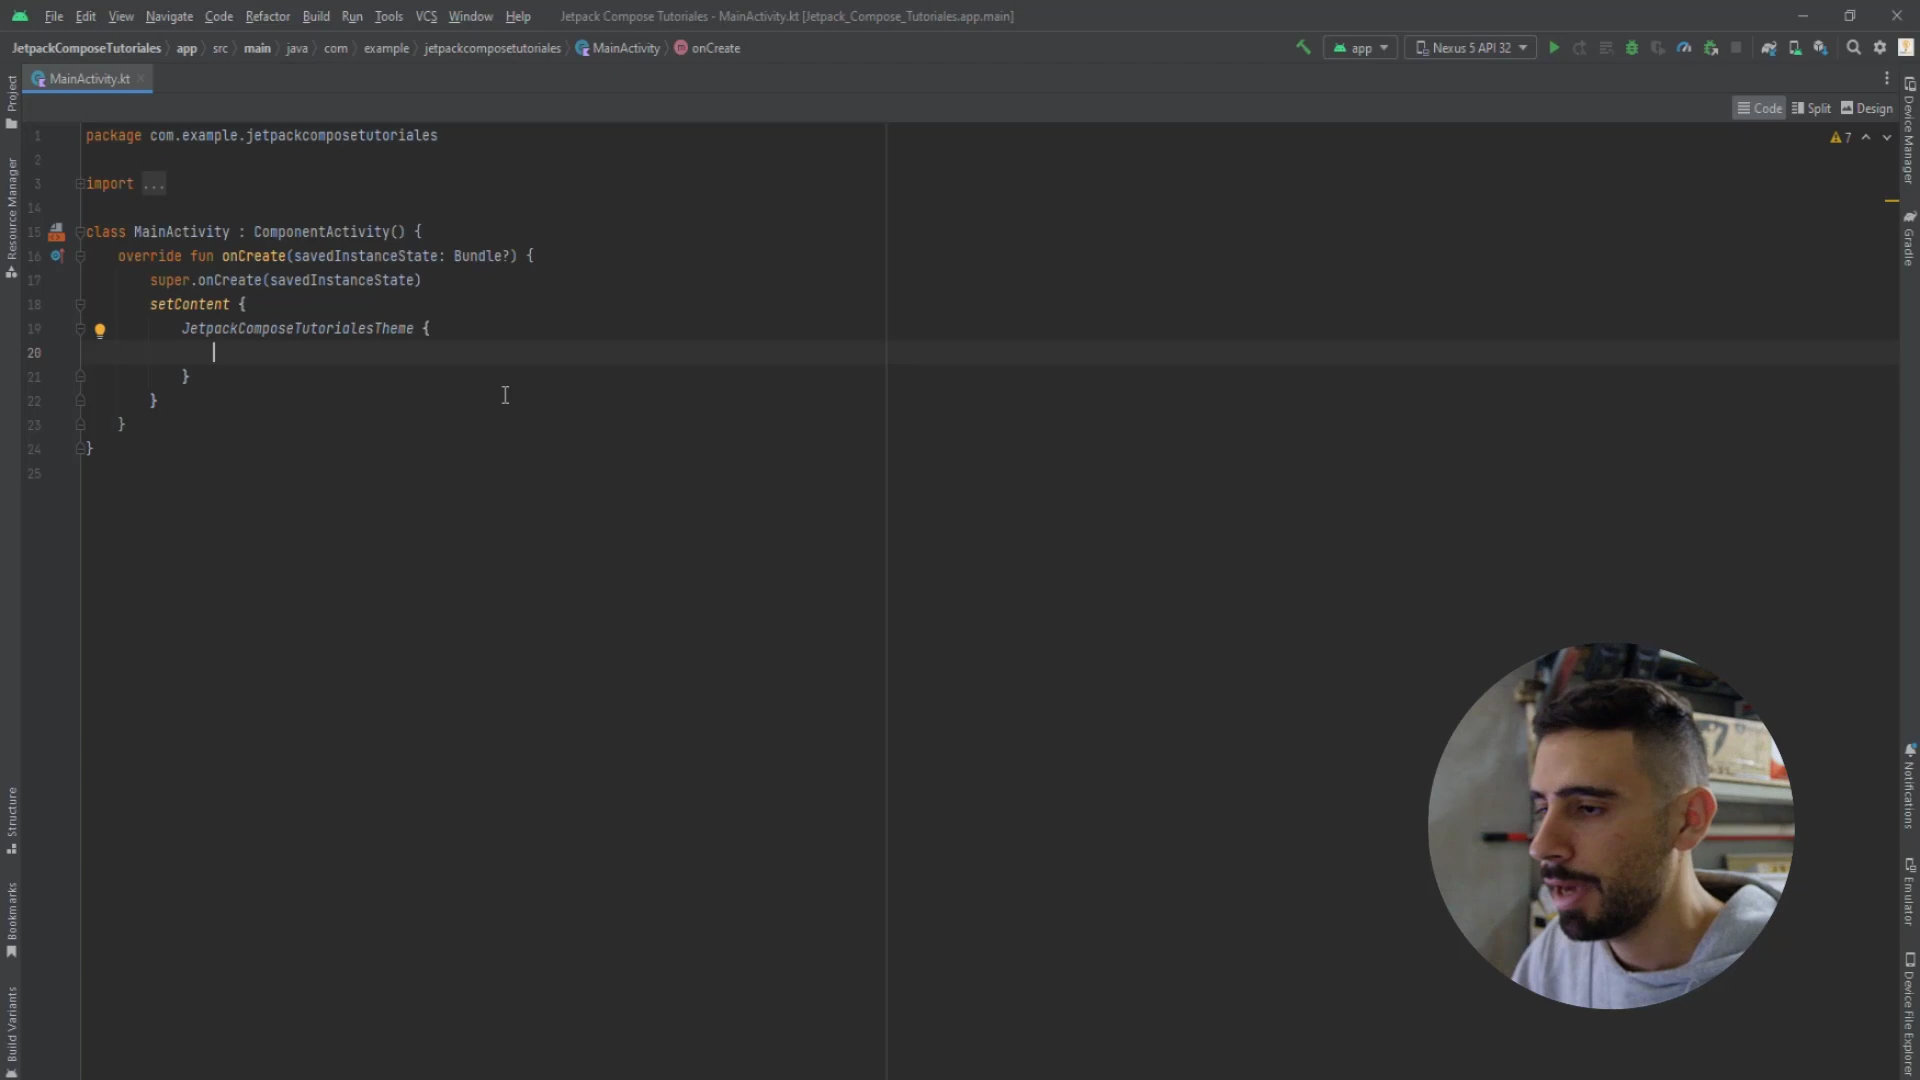 File Edit View Navigate Code Refactor Build Run Tools VCS Window Help Jetpack Compose Tutoriales - MainActivity.kt [Jetpack_Compose_Tutoriales.app.main]
JetpackComposeTutoriales app src main java com example jetpackcomposetutoriales MainActivity onCreate app Nexus 5 API 32
MainActivity.kt
Code Split Design
7
1 package com.example.jetpackcomposetutoriales
2
3 import ...
14
15 class MainActivity : ComponentActivity() {
16 override fun onCreate(savedInstanceState: Bundle?) {
17 super.onCreate(savedInstanceState)
18 setContent {
19 JetpackComposeTutorialesTheme {
20
21 }
22 }
23 }
24 }
25
Project
Resource Manager
Structure
Bookmarks
Build Variants
Device Manager
Gradle
Notifications
Emulator
Device File Explorer